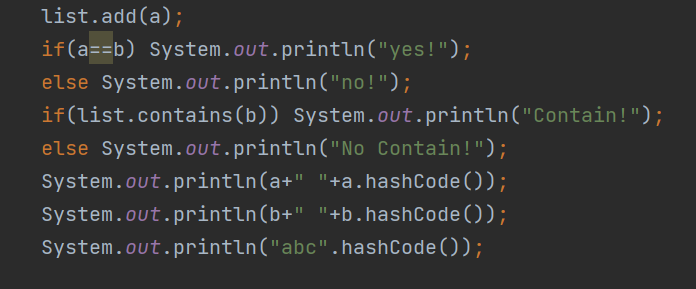 list.add(a);
if(a==b) System.out.println("yes!");
else System.out.println("no!");
if(list.contains(b)) System.out.println("Contain!");
else System.out.println("No Contain!");
System.out.println(a+" "+a.hashCode());
System.out.println(b+" "+b.hashCode());
System.out.println("abc".hashCode());